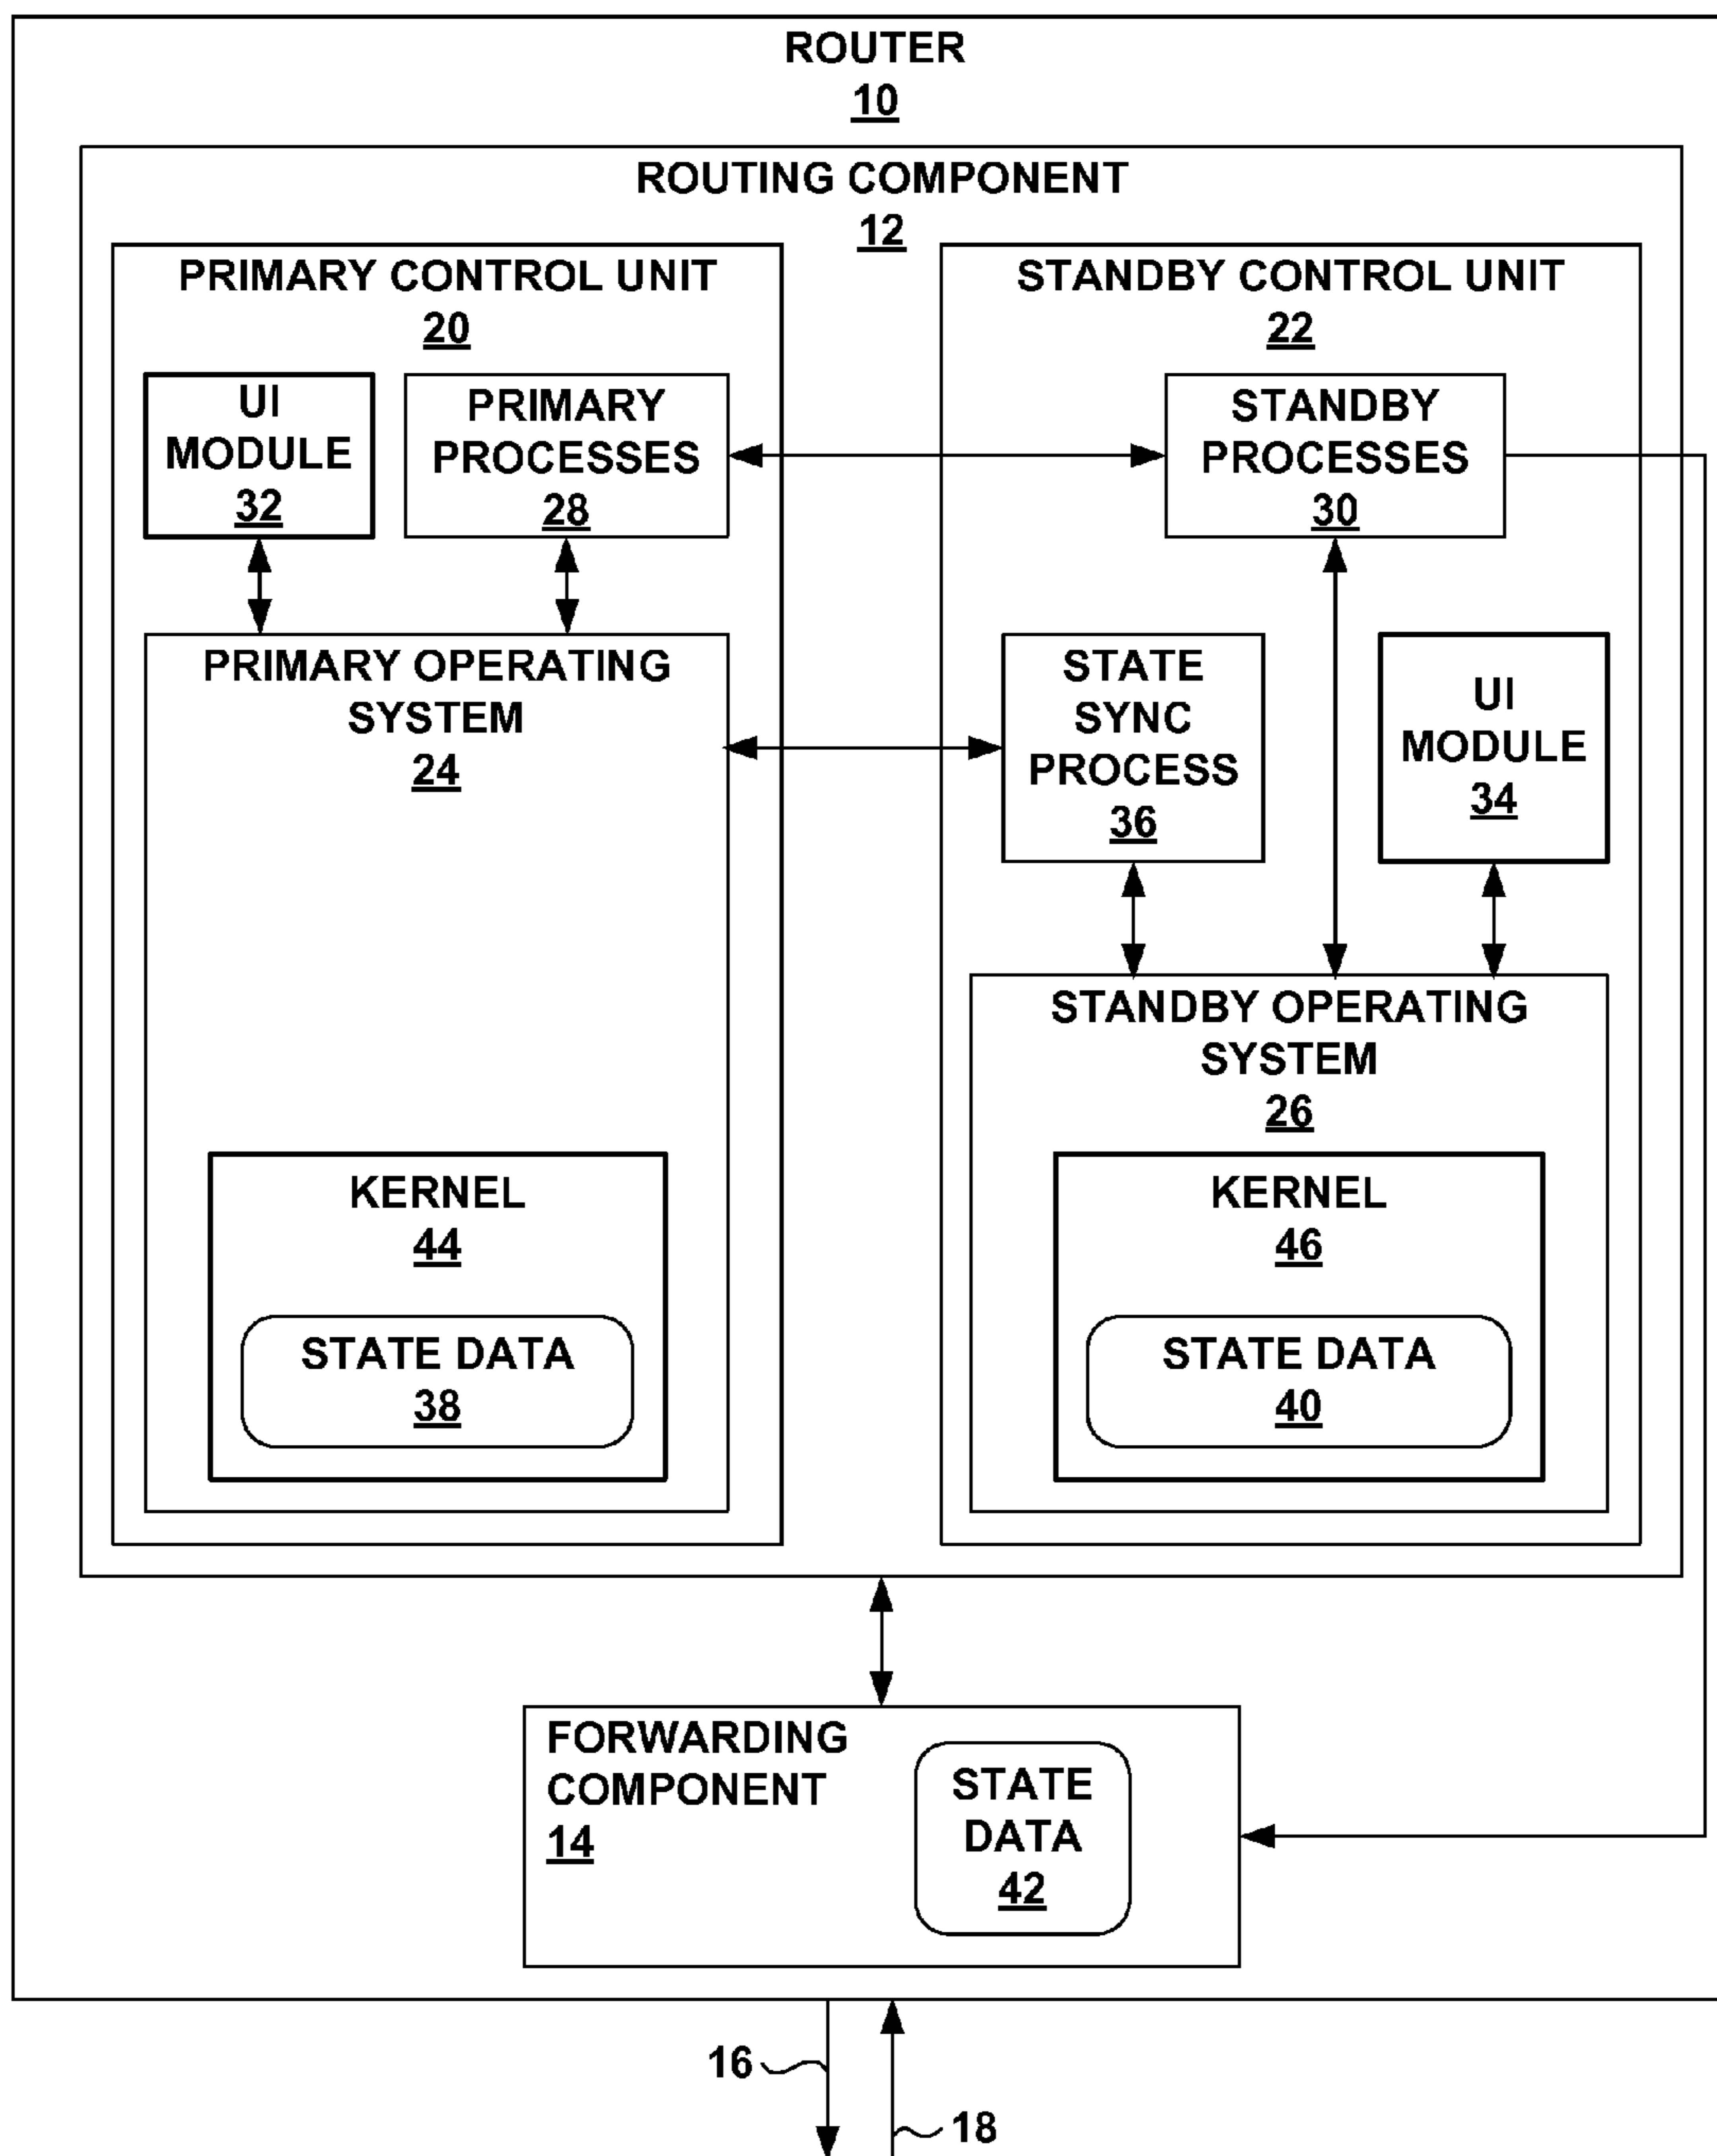 ROUTER
10
ROUTING COMPONENT
12
PRIMARY CONTROL UNIT
20
UI
MODULE
32
PRIMARY
PROCESSES
28
PRIMARY OPERATING
SYSTEM
24
KERNEL
44
STATE DATA
38
STANDBY CONTROL UNIT
22
STANDBY
PROCESSES
30
STATE
SYNC
PROCESS
36
UI
MODULE
34
STANDBY OPERATING
SYSTEM
26
KERNEL
46
STATE DATA
40
FORWARDING
COMPONENT
14
STATE
DATA
42
16
18